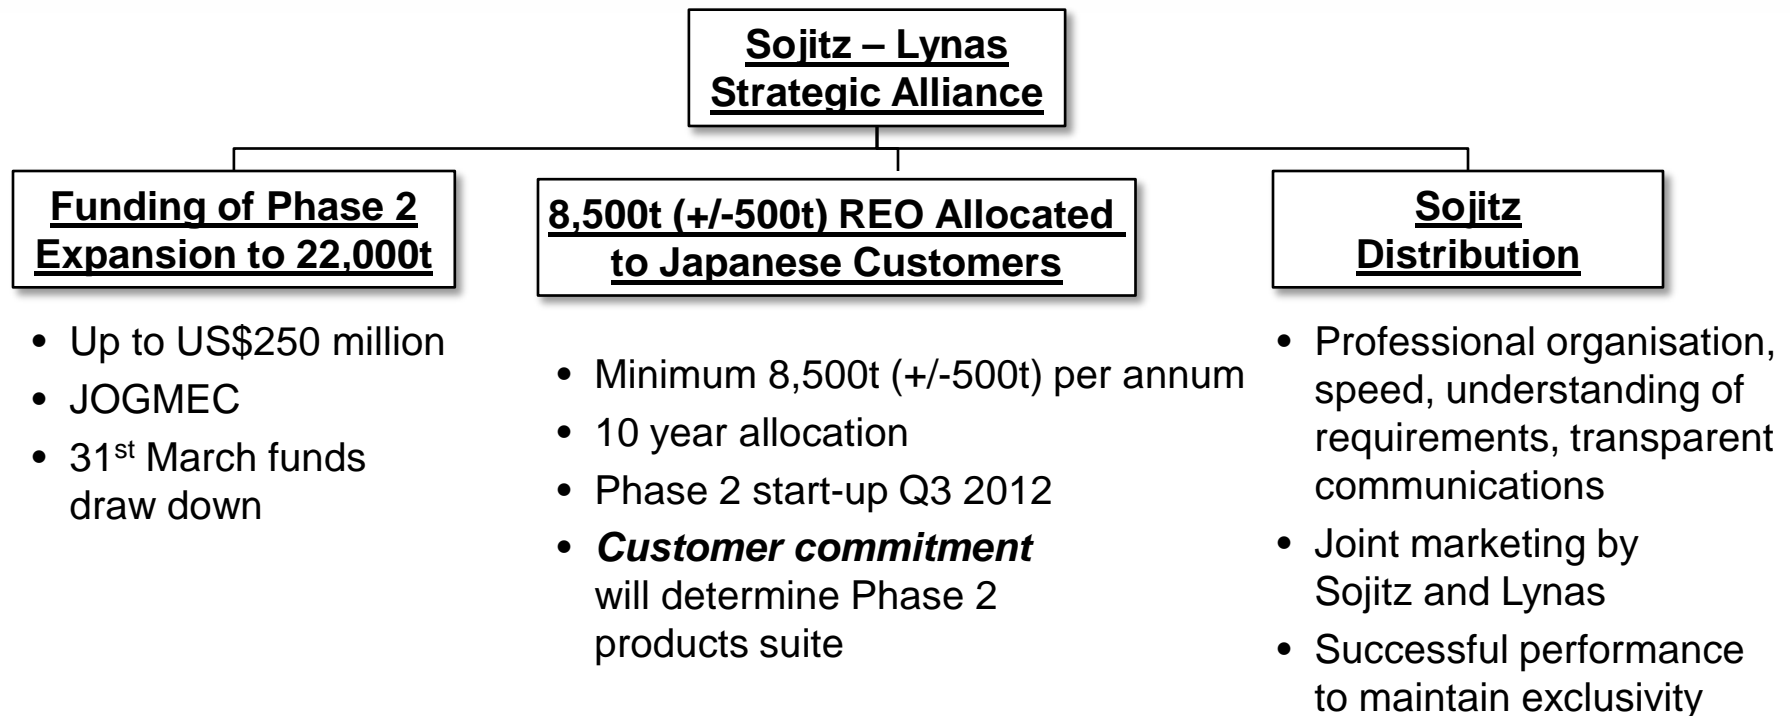 Sojitz – Lynas
Strategic Alliance
Funding of Phase 2
Expansion to 22,000t
• Up to US$250 million
• JOGMEC
• 31st March funds
draw down
8,500t (+/-500t) REO Allocated
to Japanese Customers
• Minimum 8,500t (+/-500t) per annum
• 10 year allocation
• Phase 2 start-up Q3 2012
• Customer commitment
will determine Phase 2
products suite
Sojitz
Distribution
• Professional organisation,
speed, understanding of
requirements, transparent
communications
• Joint marketing by
Sojitz and Lynas
• Successful performance
to maintain exclusivity